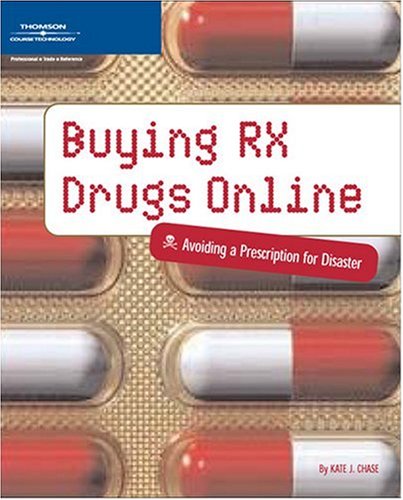 THOMSON
COURSE TECHNOLOGY
Professional ■ Trade ■ Reference
Buying RX
Drugs Online
Avoiding a Prescription for Disaster
By KATE J. CHASE